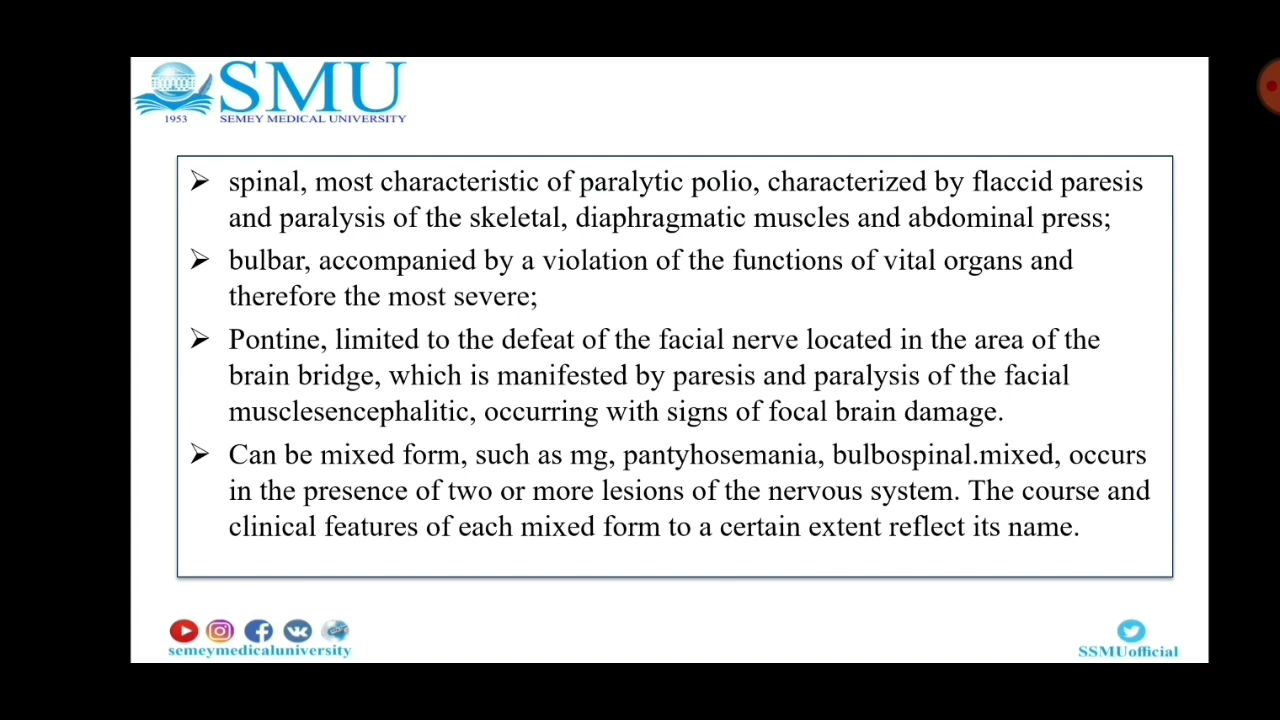 SMU
1953 SEMEY MEDICAL UNIVERSITY
spinal, most characteristic of paralytic polio, characterized by flaccid paresis
and paralysis of the skeletal, diaphragmatic muscles and abdominal press;
bulbar, accompanied by a violation of the functions of vital organs and
therefore the most severe;
Pontine, limited to the defeat of the facial nerve located in the area of the
brain bridge, which is manifested by paresis and paralysis of the facial
musclesencephalitic, occurring with signs of focal brain damage.
Can be mixed form, such as mg, pantyhosemania, bulbospinal.mixed, occurs
in the presence of two or more lesions of the nervous system. The course and
clinical features of each mixed form to a certain extent reflect its name.
semeymedicaluniversity
SSMUofficial